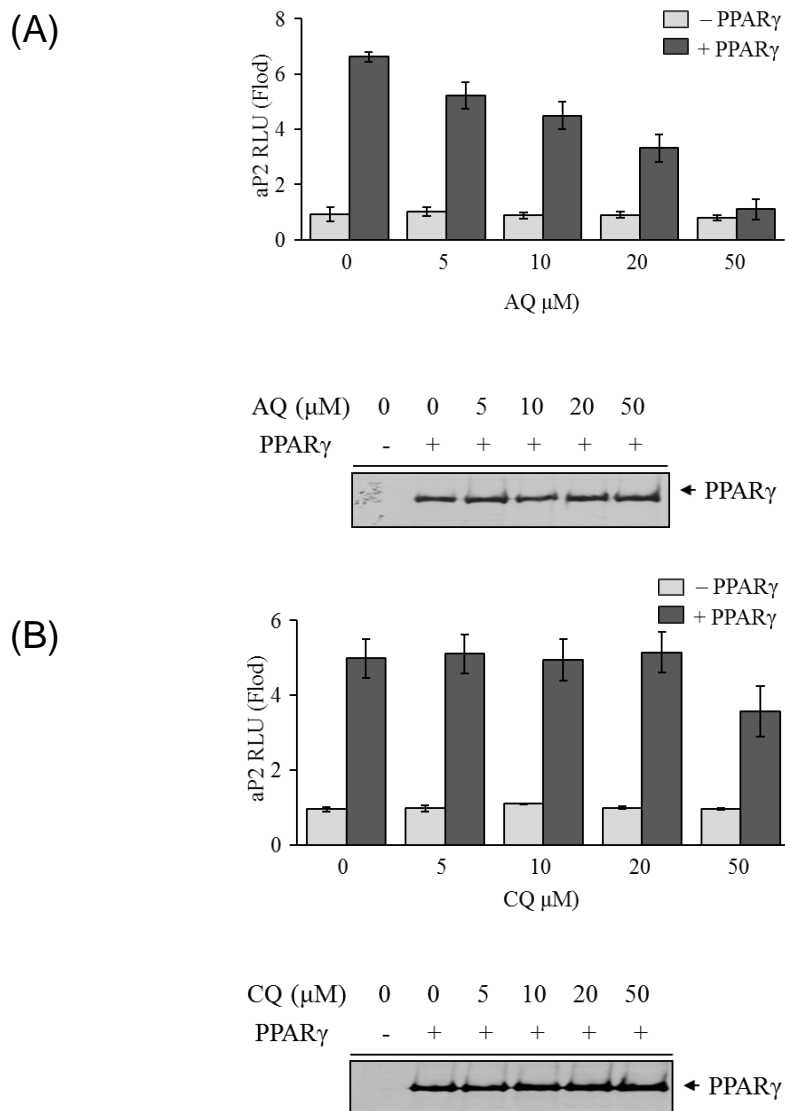 (A)
– PPARγ
+ PPARγ
aP2 RLU (Flod)
8
6
4
2
0
0 5 10 20 50
AQ μM)
AQ (μM) 0 0 5 10 20 50
PPARγ - + + + + +
PPARγ
(B)
– PPARγ
+ PPARγ
aP2 RLU (Flod)
6
4
2
0
0 5 10 20 50
CQ μM)
CQ (μM) 0 0 5 10 20 50
PPARγ - + + + + +
PPARγ